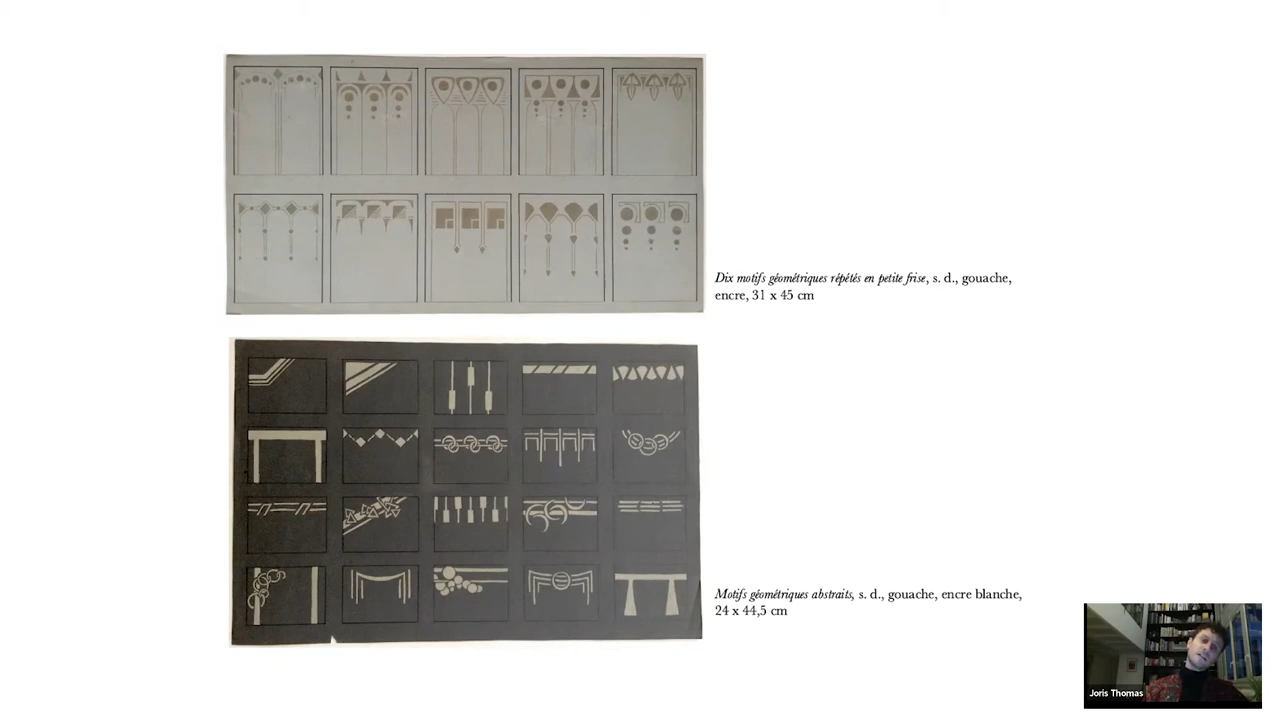 Dix motifs géométriques répétés en petite frise, s. d., gouache,
encre, 31 x 45 cm
Motifs géométriques abstraits, s. d., gouache, encre blanche,
24 x 44,5 cm
Joris Thomas